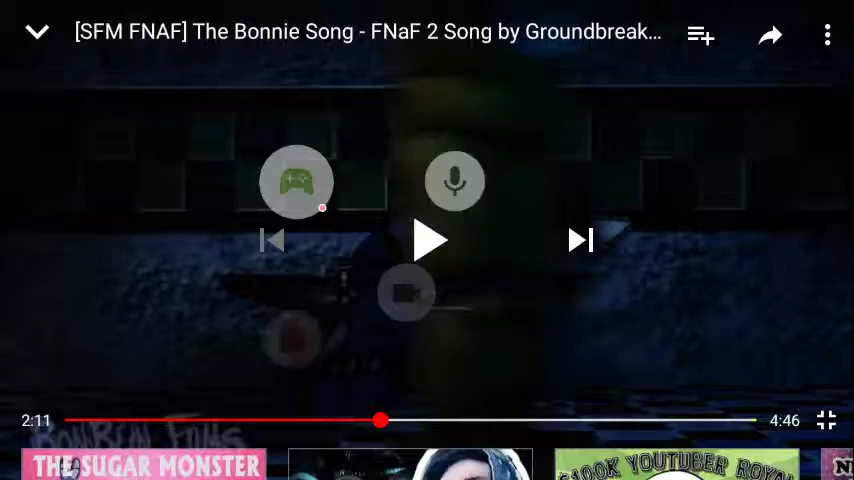 [SFM FNAF] The Bonnie Song - FNaF 2 Song by Groundbreak...
2:11
4:46
THE SUGAR MONSTER
$100K YOUTUBER ROYAL